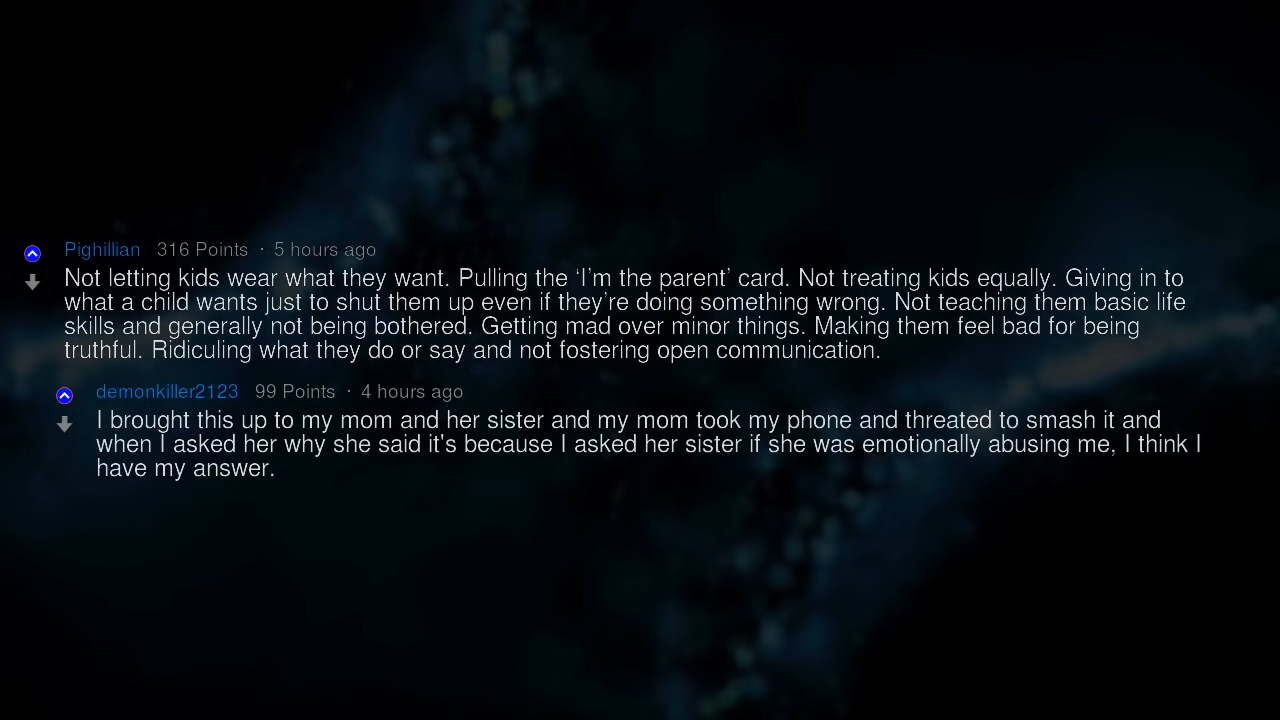 Pighillian 316 Points · 5 hours ago
Not letting kids wear what they want. Pulling the ‘I’m the parent’ card. Not treating kids equally. Giving in to
what a child wants just to shut them up even if they’re doing something wrong. Not teaching them basic life
skills and generally not being bothered. Getting mad over minor things. Making them feel bad for being
truthful. Ridiculing what they do or say and not fostering open communication.
demonkiller2123 99 Points · 4 hours ago
I brought this up to my mom and her sister and my mom took my phone and threated to smash it and
when I asked her why she said it's because I asked her sister if she was emotionally abusing me, I think I
have my answer.